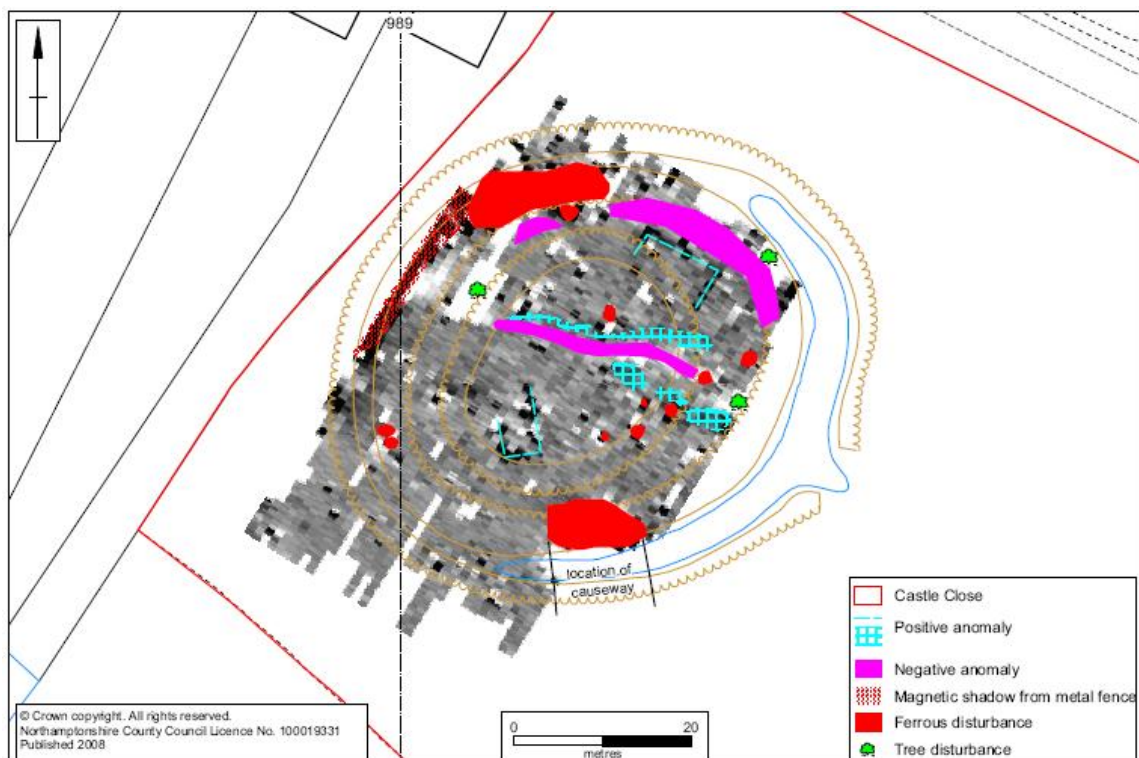 989
location of
causeway
Castle Close
Positive anomaly
Negative anomaly
Magnetic shadow from metal fence
Ferrous disturbance
Tree disturbance
© Crown copyright. All rights reserved.
Northamptonshire County Council Licence No. 100019331
Published 2008
0 20
metres